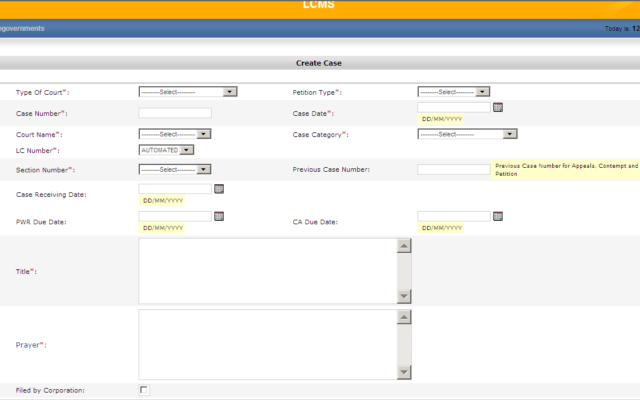 LCMS
egovernments Today is: 12
Create Case
Type Of Court*: --------Select-------- Petition Type*: --------Select--------
Case Number*: Case Date*:
DD/MM/YYYY
Court Name*: --------Select-------- Case Category*: --------Select--------
LC Number*: AUTOMATED
Section Number*: --------Select-------- Previous Case Number: Previous Case Number for Appeals. Contempt and
Petition
Case Receiving Date:
DD/MM/YYYY
PWR Due Date: CA Due Date:
DD/MM/YYYY DD/MM/YYYY
Title*:
Prayer*:
Filed by Corporation: